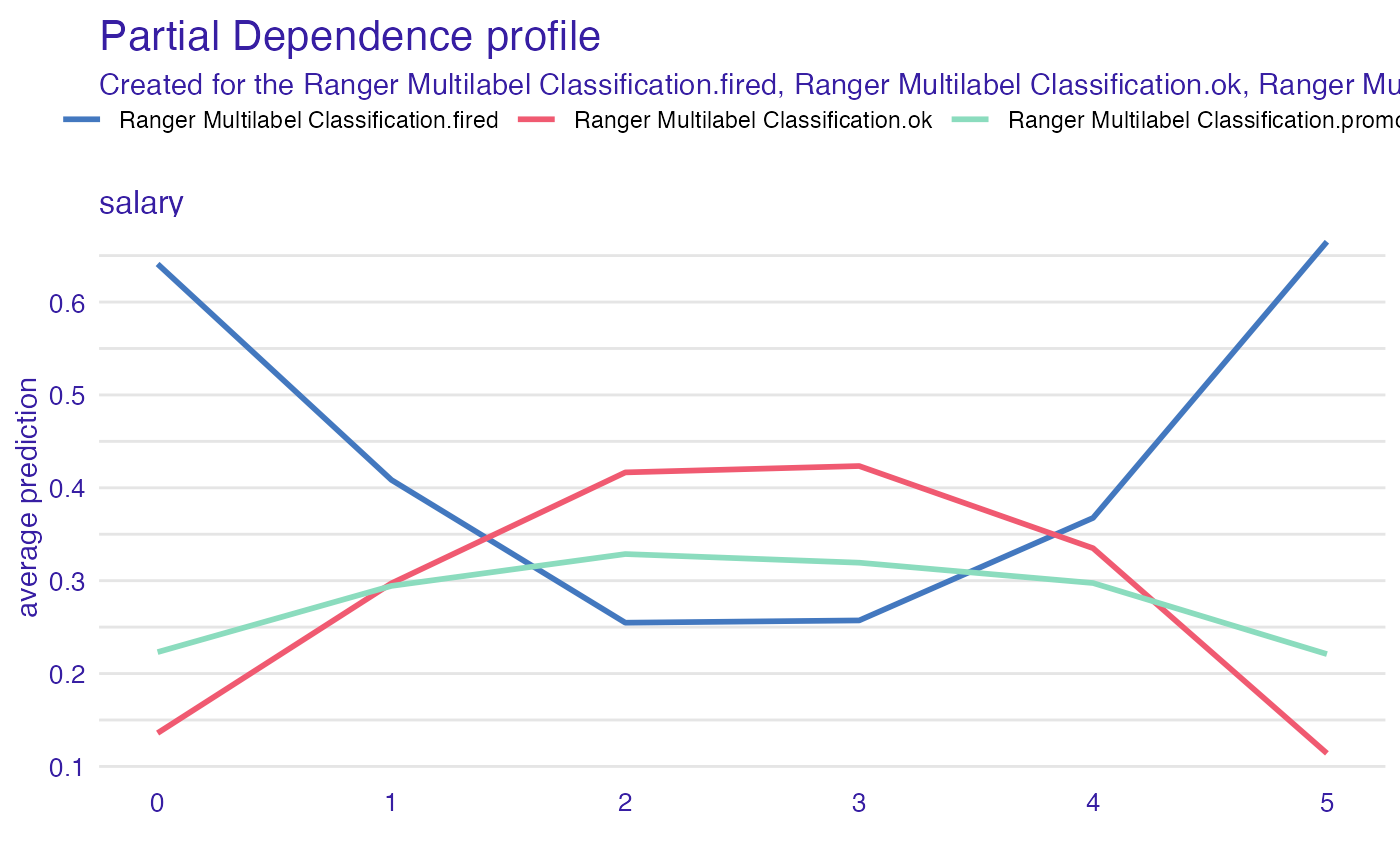 Partial Dependence profile
Created for the Ranger Multilabel Classification.fired, Ranger Multilabel Classification.ok, Ranger Mu
Ranger Multilabel Classification.fired Ranger Multilabel Classification.ok Ranger Multilabel Classification.promo
salary
average prediction
0.6
0.5
0.4
0.3
0.2
0.1
0 1 2 3 4 5